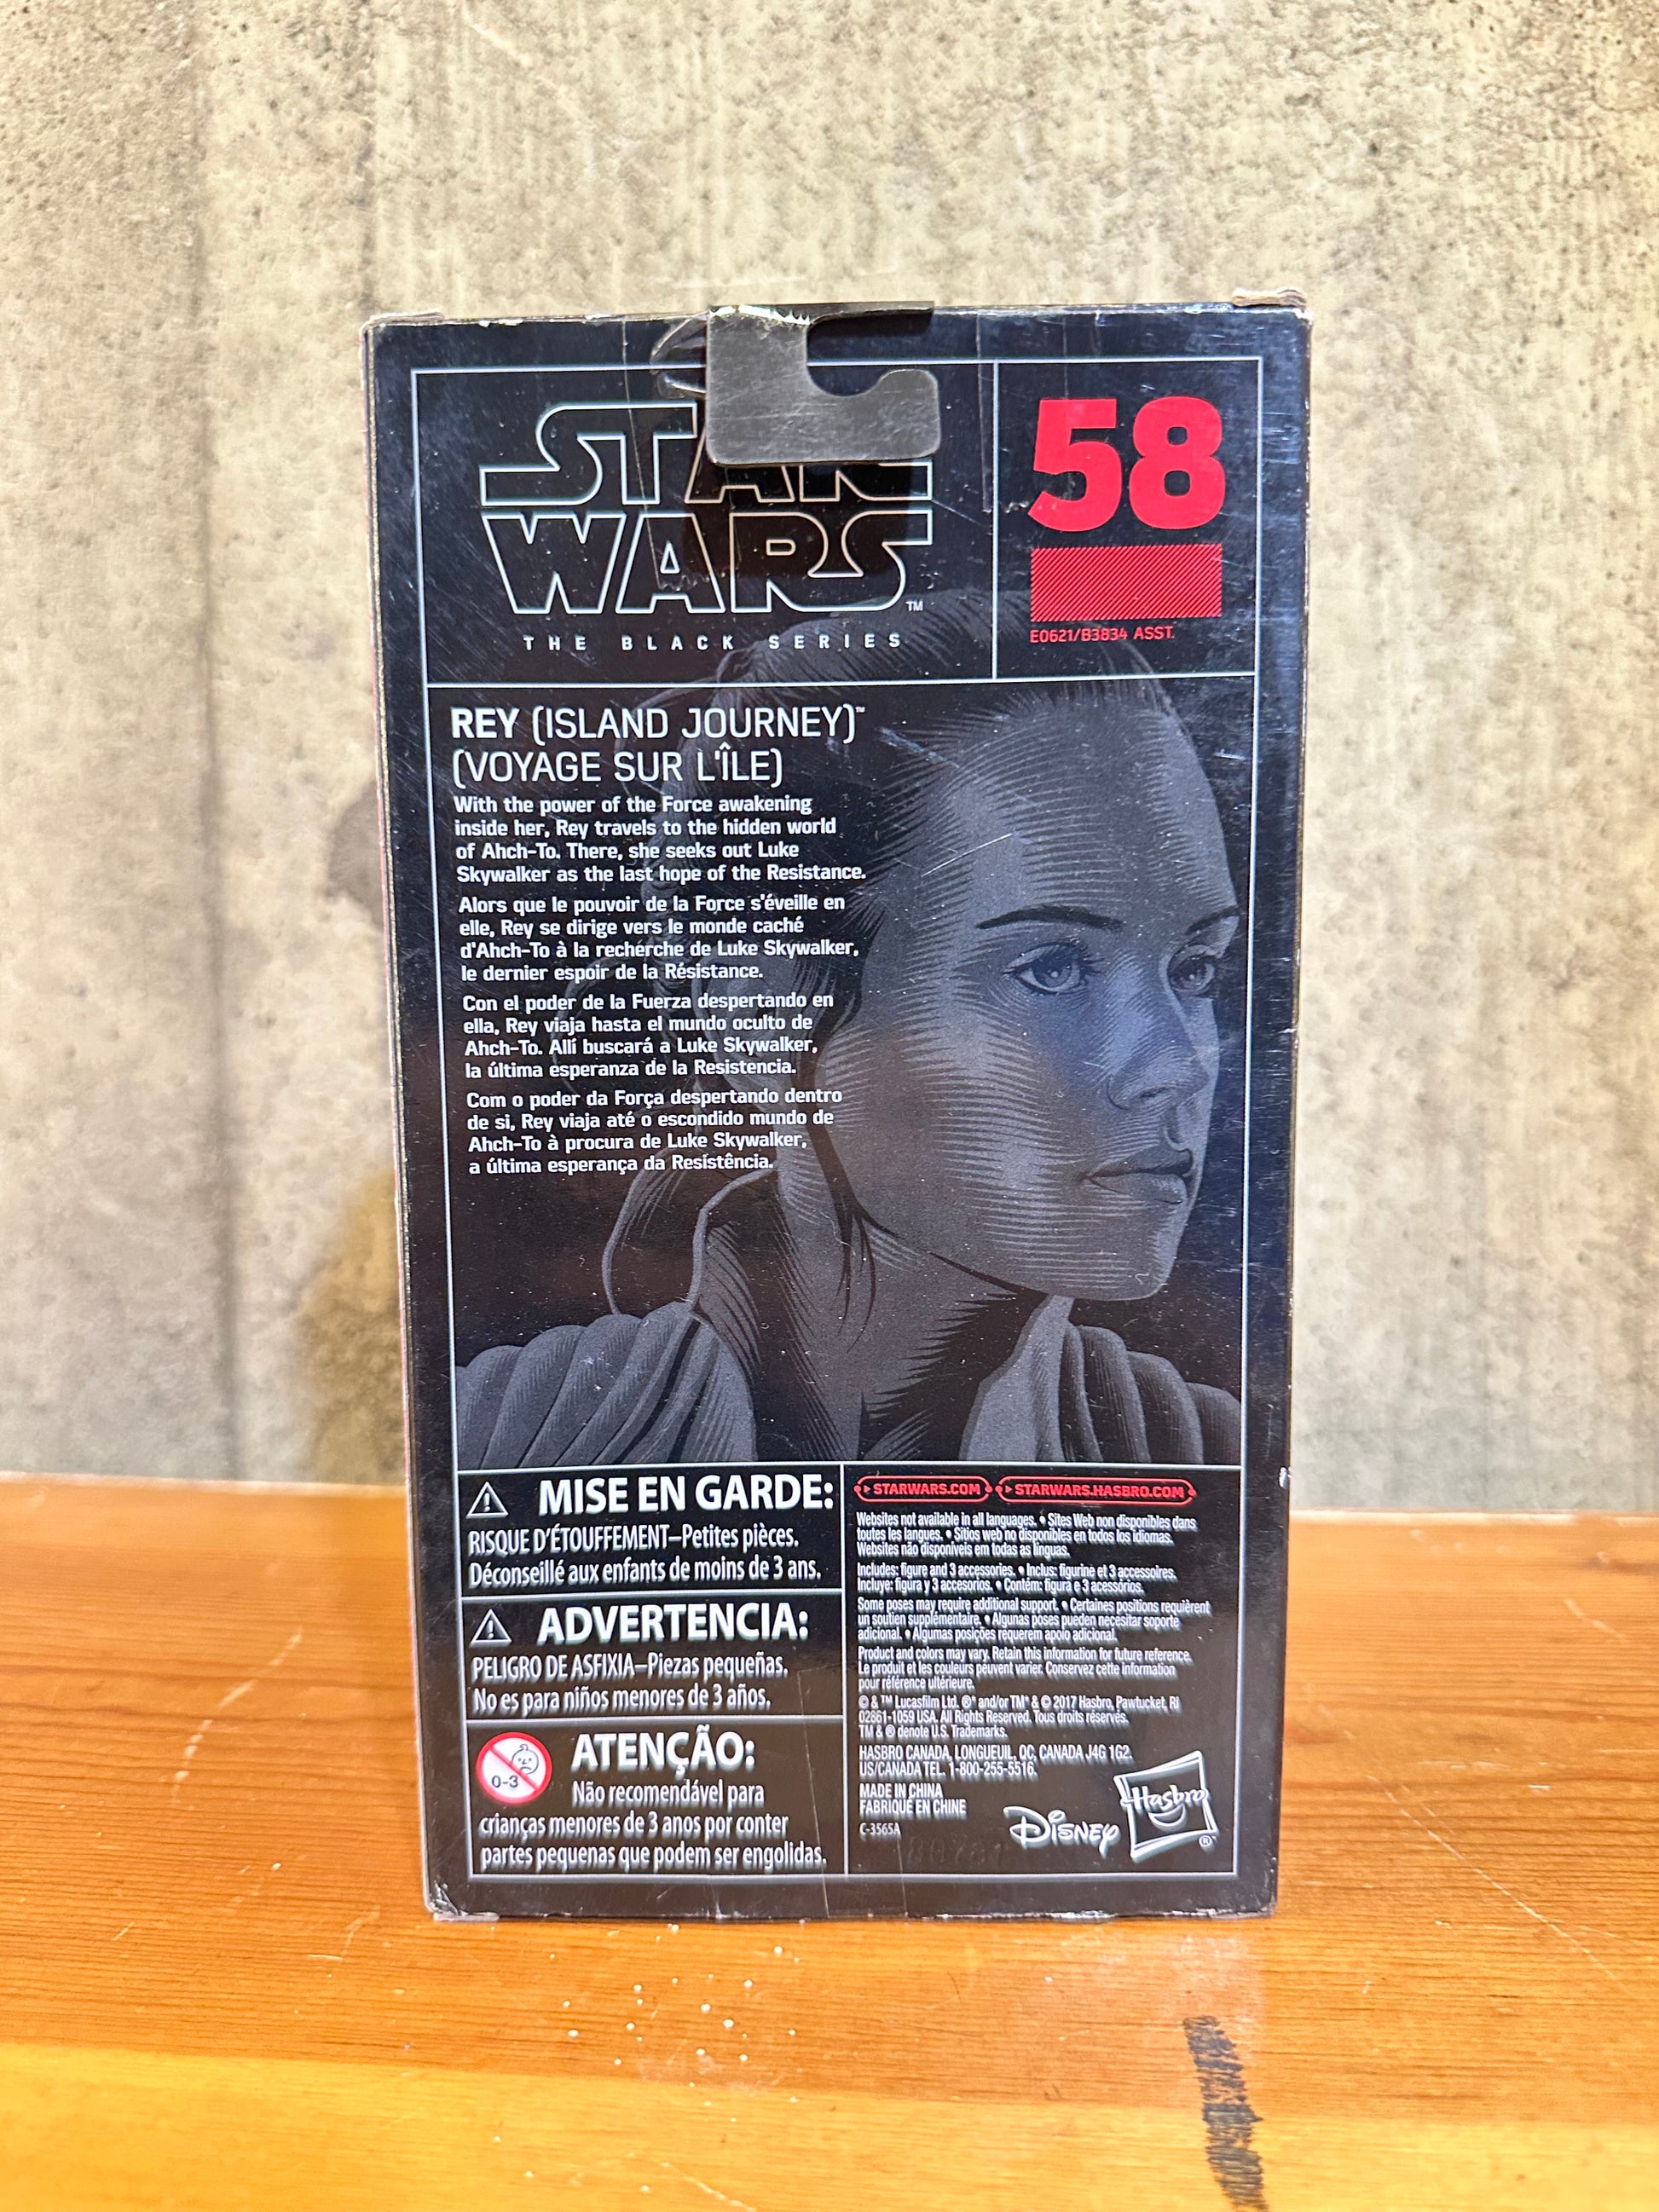 STAR
WARS™
THE BLACK SERIES
58
E0621/B3834 ASST.
REY (ISLAND JOURNEY)™
(VOYAGE SUR L'ÎLE)
With the power of the Force awakening
inside her, Rey travels to the hidden world
of Ahch-To. There, she seeks out Luke
Skywalker as the last hope of the Resistance.
Alors que le pouvoir de la Force s'éveille en
elle, Rey se dirige vers le monde caché
d'Ahch-To à la recherche de Luke Skywalker,
le dernier espoir de la Résistance.
Con el poder de la Fuerza despertando en
ella, Rey viaja hasta el mundo oculto de
Ahch-To. Allí buscará a Luke Skywalker,
la última esperanza de la Resistencia.
Com o poder da Força despertando dentro
de si, Rey viaja até o escondido mundo de
Ahch-To à procura de Luke Skywalker,
a última esperança da Resistência.
MISE EN GARDE:
RISQUE D'ÉTOUFFEMENT–Petites pièces.
Déconseillé aux enfants de moins de 3 ans.
ADVERTENCIA:
PELIGRO DE ASFIXIA–Piezas pequeñas.
No es para niños menores de 3 años.
0-3
ATENÇÃO:
Não recomendável para
crianças menores de 3 anos por conter
partes pequenas que podem ser engolidas.
STARWARS.COM STARWARS.HASBRO.COM
Websites not available in all languages. • Sites Web non disponibles dans
toutes les langues. • Sitios web no disponibles en todos los idiomas.
Websites não disponíveis em todas as línguas.
Includes: figure and 3 accessories. • Inclus: figurine et 3 accessoires.
Incluye: figura y 3 accesorios. • Contém: figura e 3 acessórios.
Some poses may require additional support. • Certaines positions requièrent
un soutien supplémentaire. • Algunas poses pueden necesitar soporte
adicional. • Algumas posições requerem apoio adicional.
Product and colors may vary. Retain this information for future reference.
Le produit et les couleurs peuvent varier. Conservez cette information
pour référence ultérieure.
© & ™ Lucasfilm Ltd. ®* and/or TM* & © 2017 Hasbro, Pawtucket, RI
02861-1059 USA. All Rights Reserved. Tous droits réservés.
TM & ® denote U.S. Trademarks.
HASBRO CANADA, LONGUEUIL, QC, CANADA J4G 1G2.
US/CANADA TEL. 1-800-255-5516.
MADE IN CHINA
FABRIQUÉ EN CHINE
C-3565A
Disney
Hasbro®